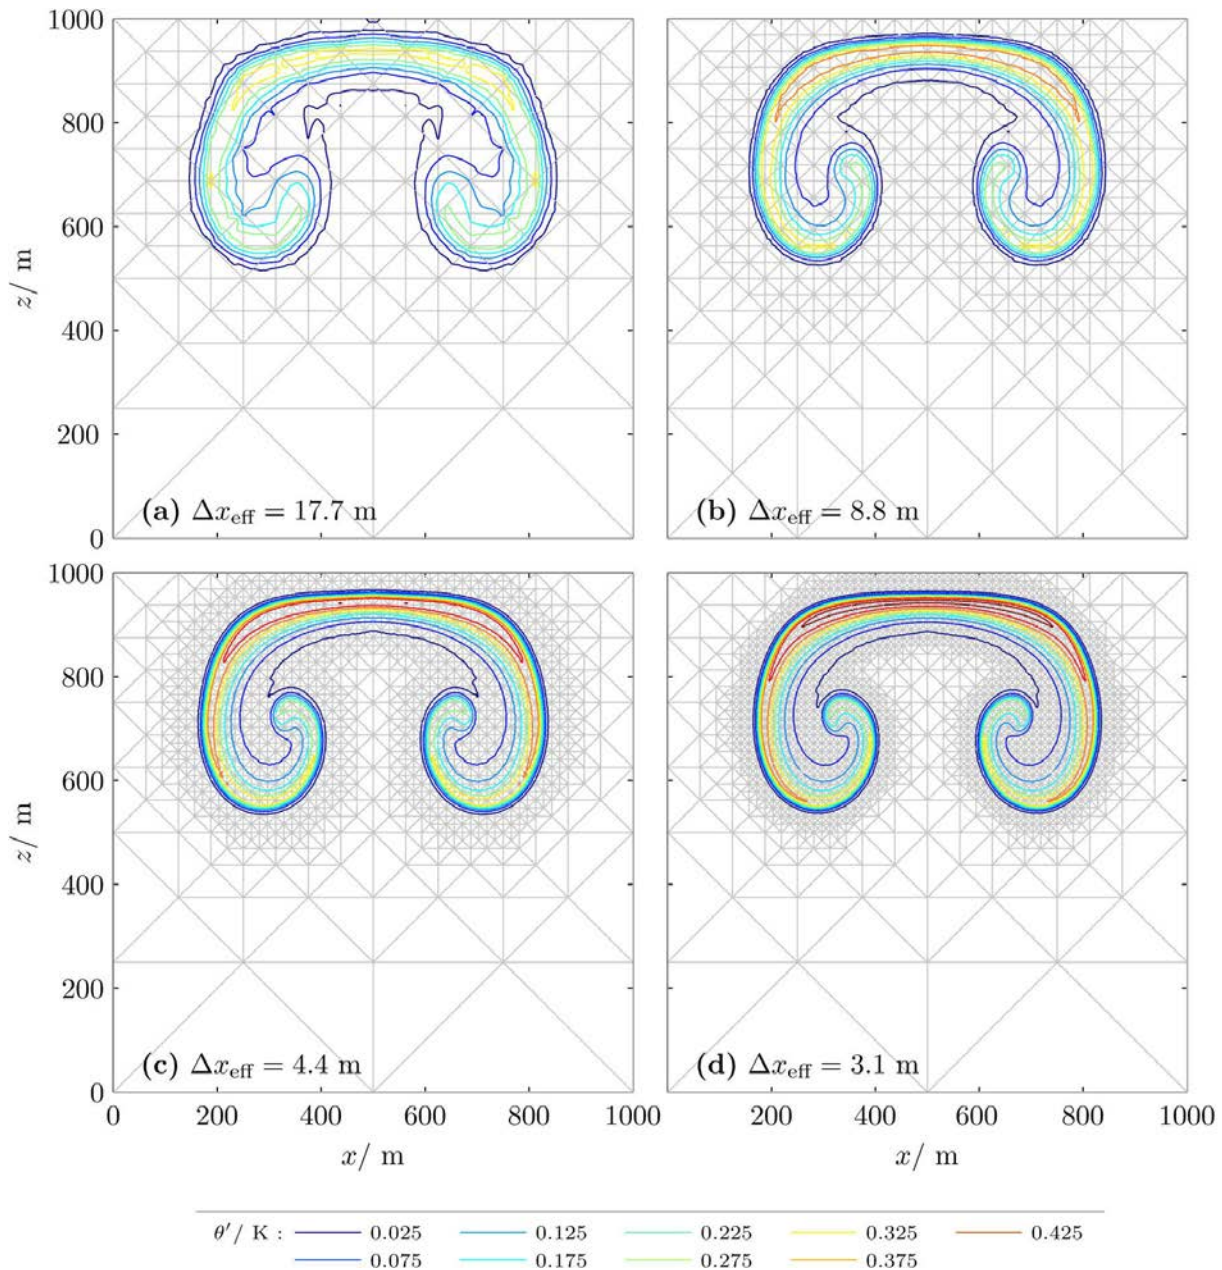 1000
800
600
400
200
0
z/ m
(a) Δx_eff = 17.7 m
(b) Δx_eff = 8.8 m
1000
800
600
400
200
0
z/ m
(c) Δx_eff = 4.4 m
(d) Δx_eff = 3.1 m
0 200 400 600 800 1000
200 400 600 800 1000
x/ m
x/ m
θ′/ K : 0.025 0.125 0.225 0.325 0.425
0.075 0.175 0.275 0.375